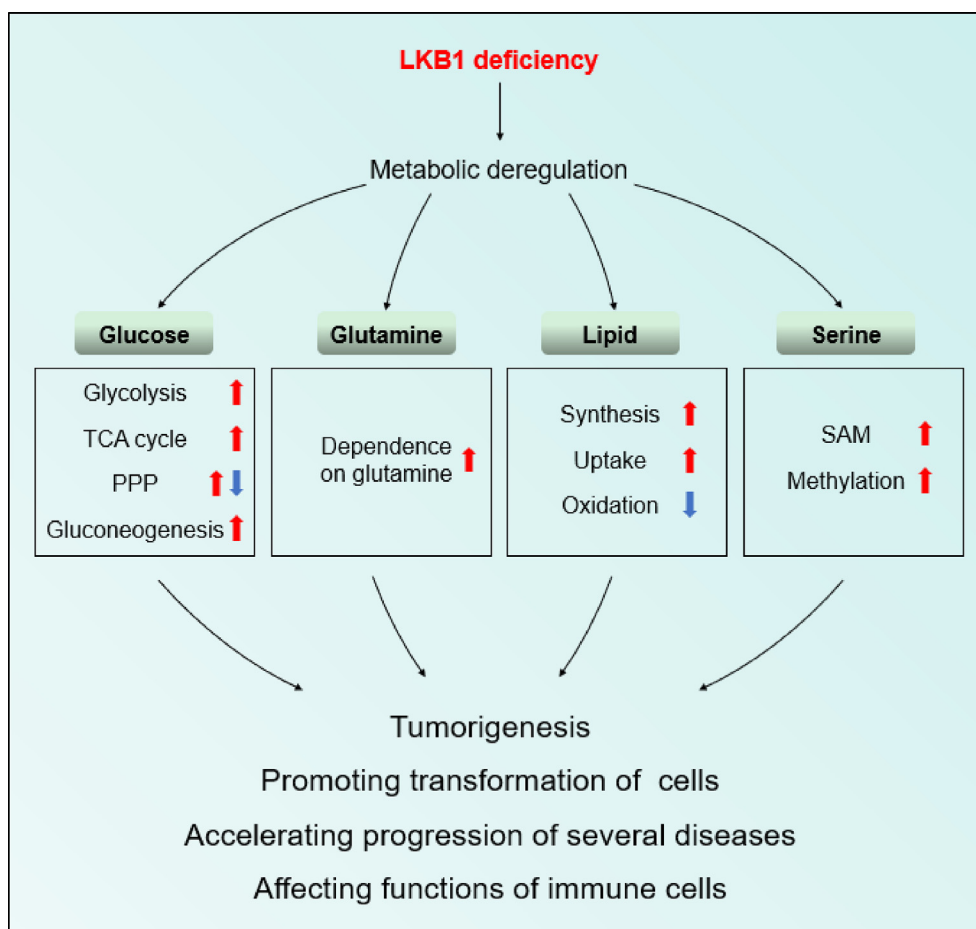 LKB1 deficiency
Metabolic deregulation
Glucose
Glutamine
Lipid
Serine
Glycolysis
TCA cycle
PPP
Gluconeogenesis
Dependence
on glutamine
Synthesis
Uptake
Oxidation
SAM
Methylation
Tumorigenesis
Promoting transformation of cells
Accelerating progression of several diseases
Affecting functions of immune cells